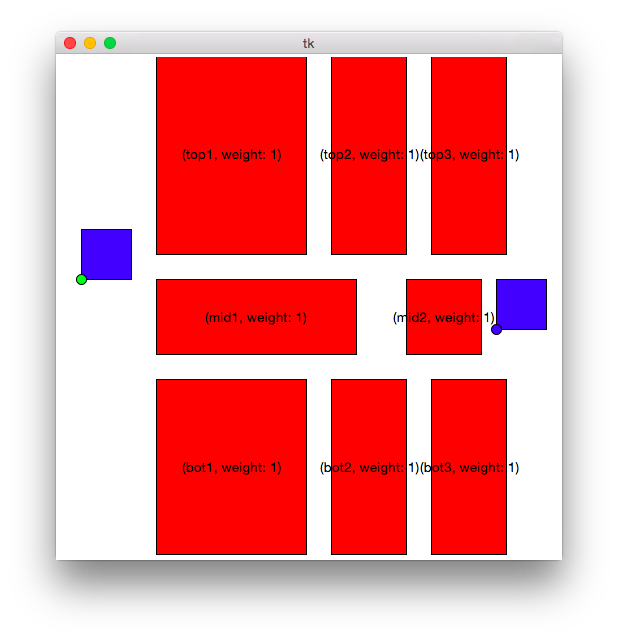 tk
(top1, weight: 1)
(top2, weight: 1)
(top3, weight: 1)
(mid1, weight: 1)
(mid2, weight: 1)
(bot1, weight: 1)
(bot2, weight: 1)
(bot3, weight: 1)